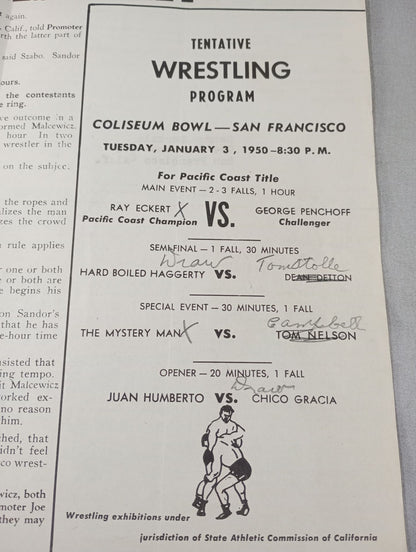 again.
Calif., told Promoter
rth the latter part of
said Szabo. Sandor
ours.
the contestants
e ring.
ve outcome in a
ormed Malcewicz.
hour. In two
wrestler in the
on the subject.
the ropes and
lizes the man
izes the crowd
rule applies
r one or both
e or both are
e begins his
on Sandor's
that he has
e-hour time
nsisted that
ing tempo.
it Malcewicz
orked ex-
no reason
him.
ched, that
idn't feel
co wrest-
wicz, both
moter Joe
they may
TENTATIVE
WRESTLING
PROGRAM
COLISEUM BOWL—SAN FRANCISCO
TUESDAY, JANUARY 3, 1950-8:30 P.M.
For Pacific Coast Title
MAIN EVENT — 2-3 FALLS, 1 HOUR
RAY ECKERT X VS. GEORGE PENCHOFF
Pacific Coast Champion Challenger
SEMI-FINAL — 1 FALL, 30 MINUTES
Draw Tom Stolle
HARD BOILED HAGGERTY VS. DEAN DETTON
SPECIAL EVENT — 30 MINUTES, 1 FALL
Campbell
THE MYSTERY MAN X VS. TOM NELSON
OPENER — 20 MINUTES, 1 FALL
Draw
JUAN HUMBERTO VS. CHICO GRACIA
Wrestling exhibitions under
jurisdiction of State Athletic Commission of California